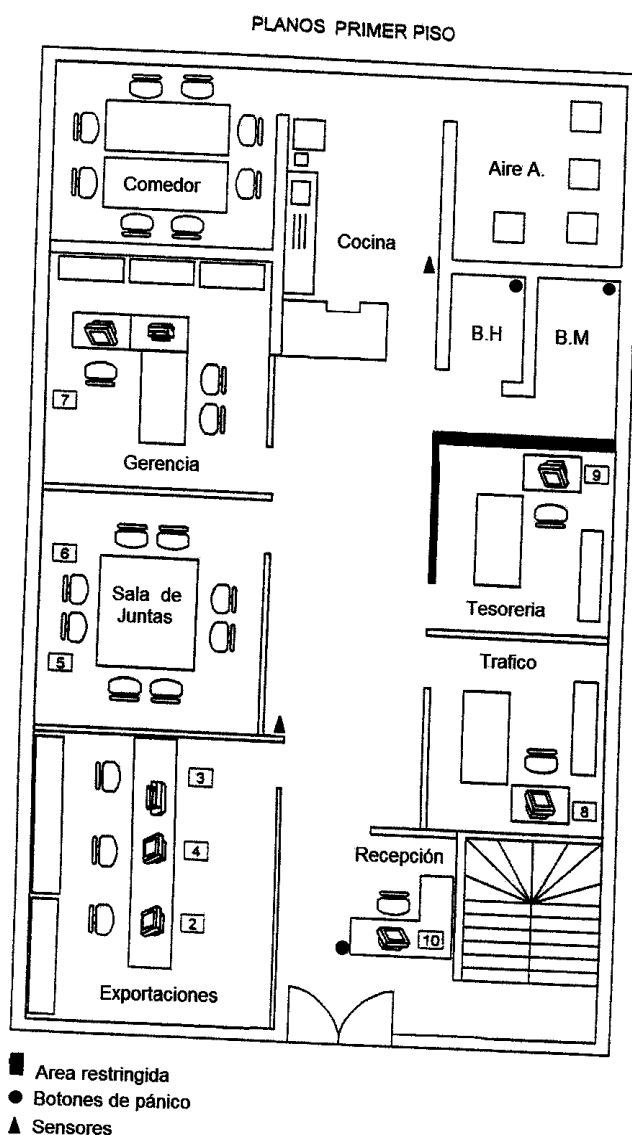 PLANOS PRIMER PISO
Comedor
Aire A.
Cocina
B.H
B.M
7
Gerencia
9
6
Sala de
Juntas
5
Tesoreria
Trafico
3
4
8
Recepción
2
10
Exportaciones
Area restringida
Botones de pánico
Sensores